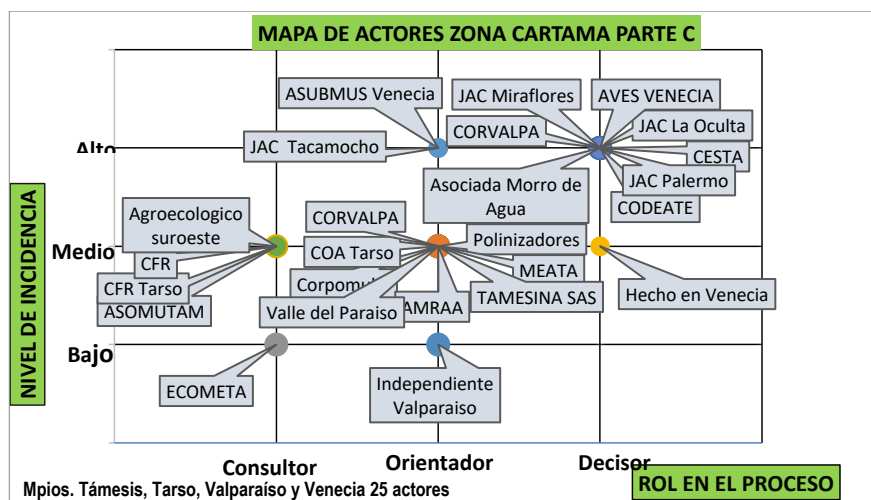 MAPA DE ACTORES ZONA CARTAMA PARTE C
ASUBMUS Venecia
JAC Miraflores
AVES VENECIA
CORVALPA
JAC La Oculta
Alto
JAC Tacamocho
CESTA
JAC Palermo
Asociada Morro de
Agua
CODEATE
NIVEL DE INCIDENCIA
Agroecologico
suroeste
CORVALPA
Polinizadores
Medio
COA Tarso
CFR
MEATA
CFR Tarso
TAMESINA SAS
Hecho en Venecia
ASOMUTAM
Valle del Paraiso
AMRAA
Bajo
ECOMETA
Independiente
Valparaiso
Consultor
Orientador
Decisor
ROL EN EL PROCESO
Mpios. Támesis, Tarso, Valparaíso y Venecia 25 actores